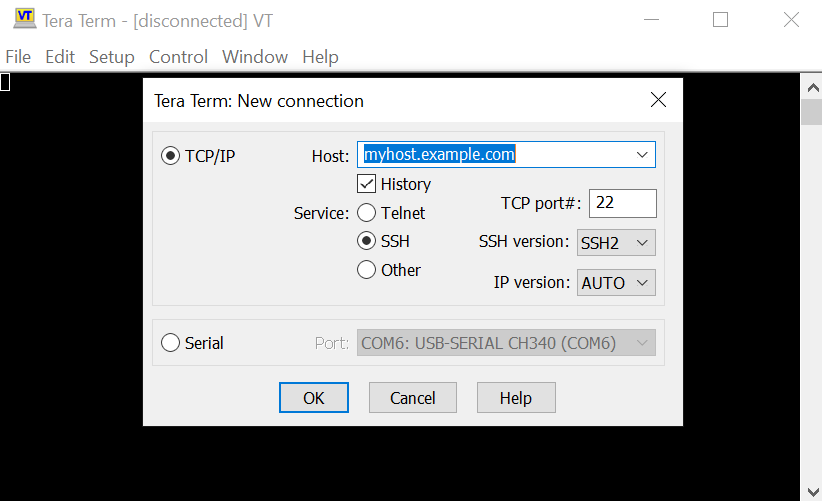 VT Tera Term - [disconnected] VT
File Edit Setup Control Window Help
Tera Term: New connection
TCP/IP Host: myhost.example.com
History
Service: Telnet TCP port#: 22
SSH SSH version: SSH2
Other IP version: AUTO
Serial Port: COM6: USB-SERIAL CH340 (COM6)
OK Cancel Help